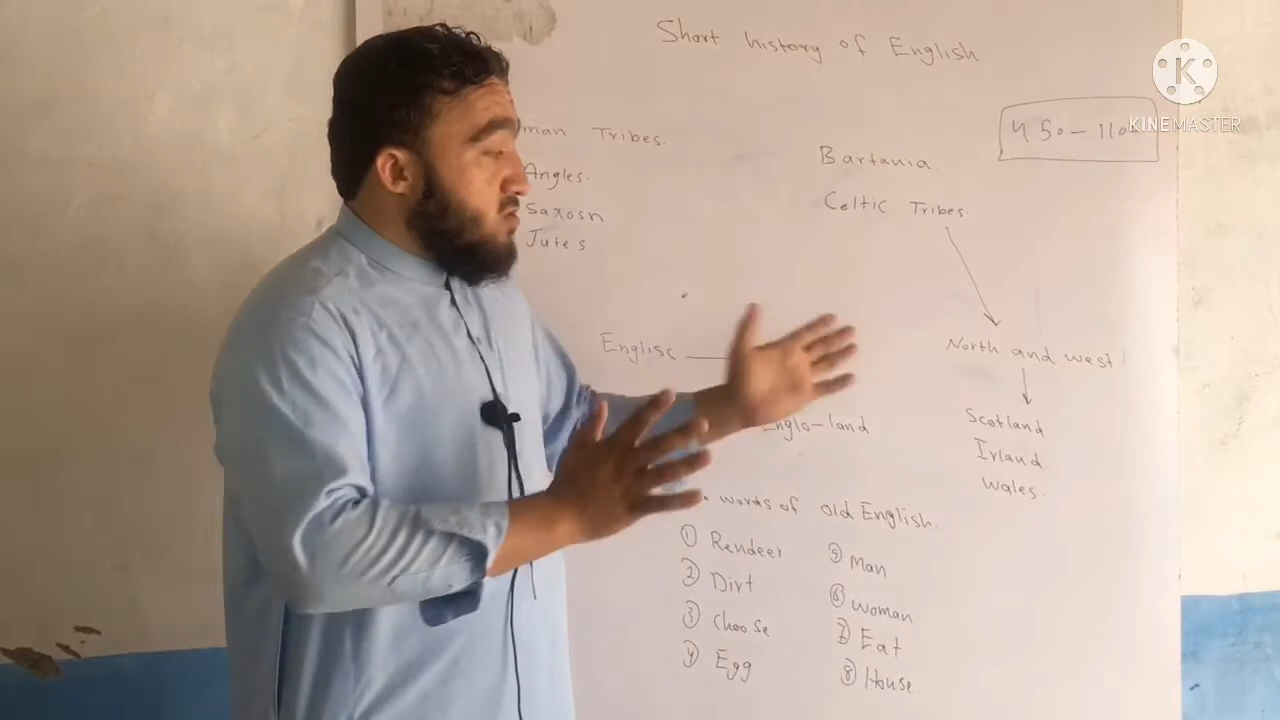 Short history of English
K
KINEMASTER
450-110
man Tribes.
Angles.
Saxosn
Jutes
Bartania
Celtic Tribes.
North and west
Scotland
Irland
Wales.
Englisc
nglo-land
words of old English.
① Rendeer
② Dirt
③ choose
④ Egg
⑤ Man
⑥ woman
⑦ Eat
⑧ House